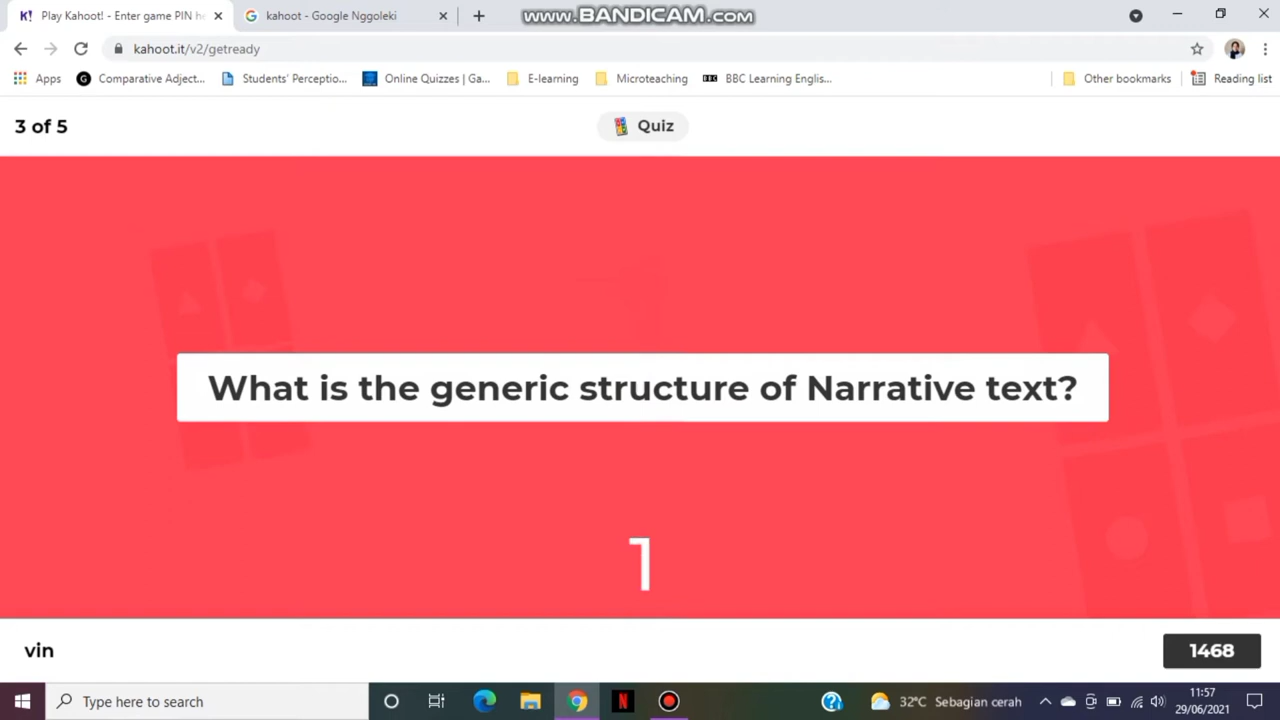 Play Kahoot! - Enter game PIN he
kahoot - Google Nggoleki
www.BANDICAM.com
kahoot.it/v2/getready
Apps
Comparative Adject...
Students' Perceptio...
Online Quizzes | Ga...
E-learning
Microteaching
BBC Learning Englis...
Other bookmarks
Reading list
3 of 5
Quiz
What is the generic structure of Narrative text?
1
vin
1468
Type here to search
32°C Sebagian cerah
11:57
29/06/2021